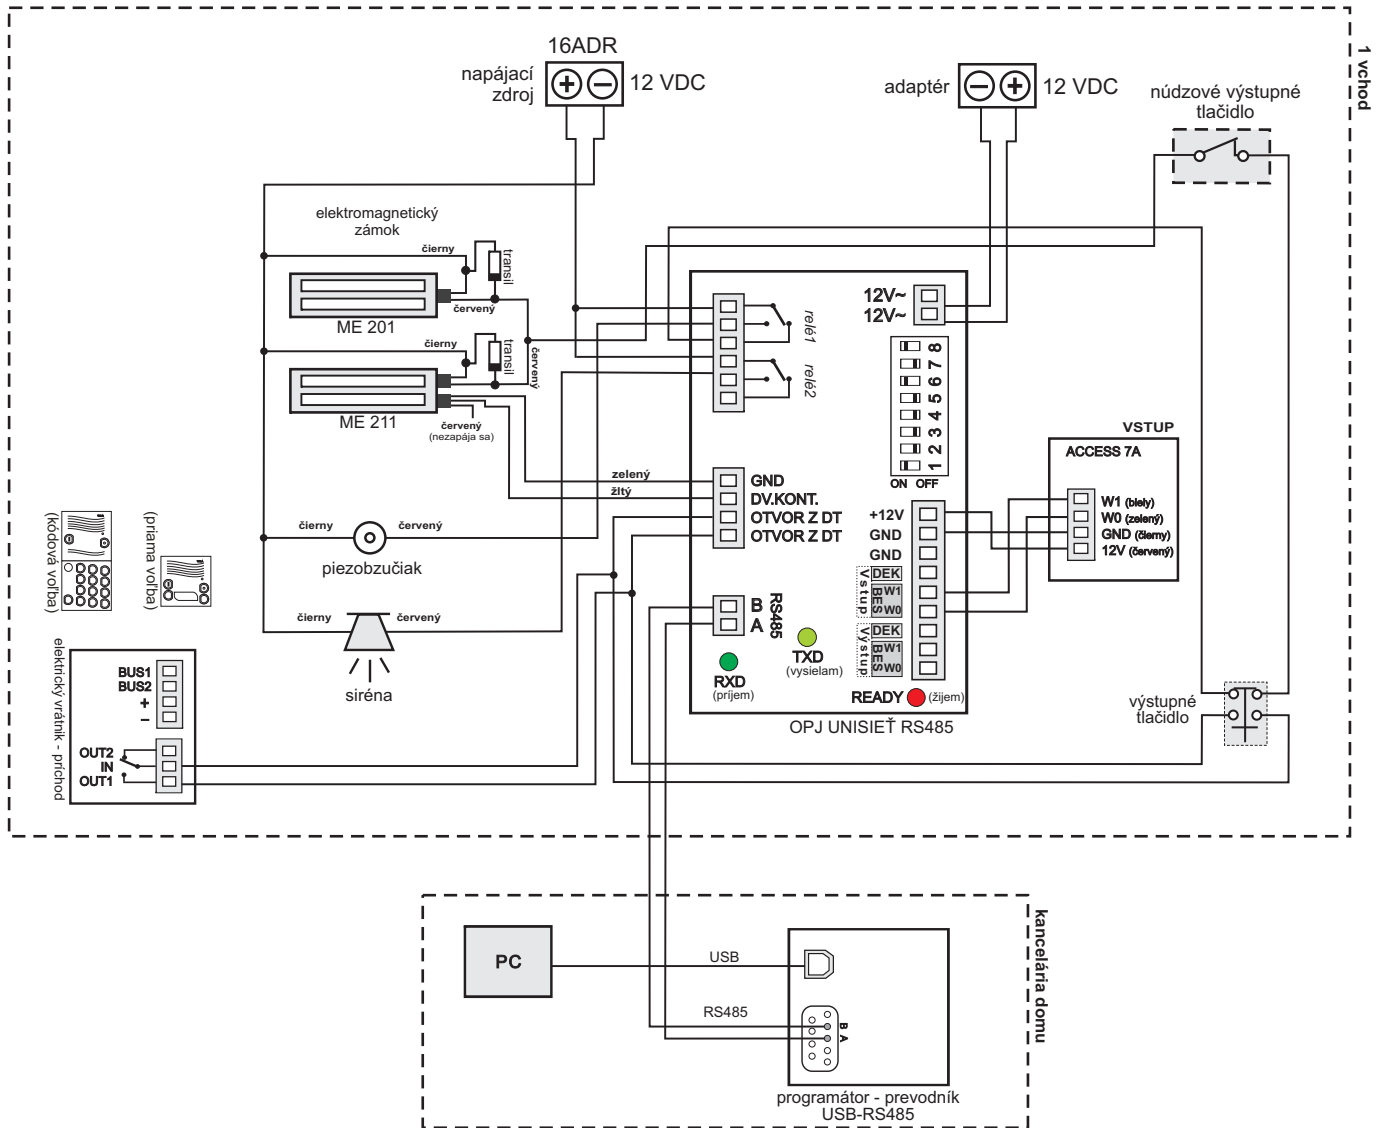 1 vchod
16ADR
napájací
zdroj
12 VDC
adaptér
12 VDC
núdzové výstupné
tlačidlo
elektromagnetický
zámok
čierny
transil
červený
ME 201
čierny
transil
červený
ME 211
červený
(nezapája sa)
relé1
relé2
12V~
12V~
8
7
6
5
4
3
2
1
ON OFF
VSTUP
ACCESS 7A
W1 (biely)
W0 (zelený)
GND (čierny)
12V (červený)
zelený
žltý
GND
DV.KONT.
OTVOR Z DT
OTVOR Z DT
+12V
GND
GND
Vstup
DEK
BES
W1
W0
Výstup
DEK
BES
W1
W0
B
A
RS485
TXD
(vysielam)
RXD
(príjem)
READY
(žijem)
OPJ UNISIEŤ RS485
čierny
červený
piezobzučiak
čierny
červený
siréna
(kódová voľba)
(priama voľba)
elektrický vrátnik - príchod
BUS1
BUS2
+
–
OUT2
IN
OUT1
výstupné
tlačidlo
kancelária domu
PC
USB
RS485
B
A
programátor - prevodník
USB-RS485